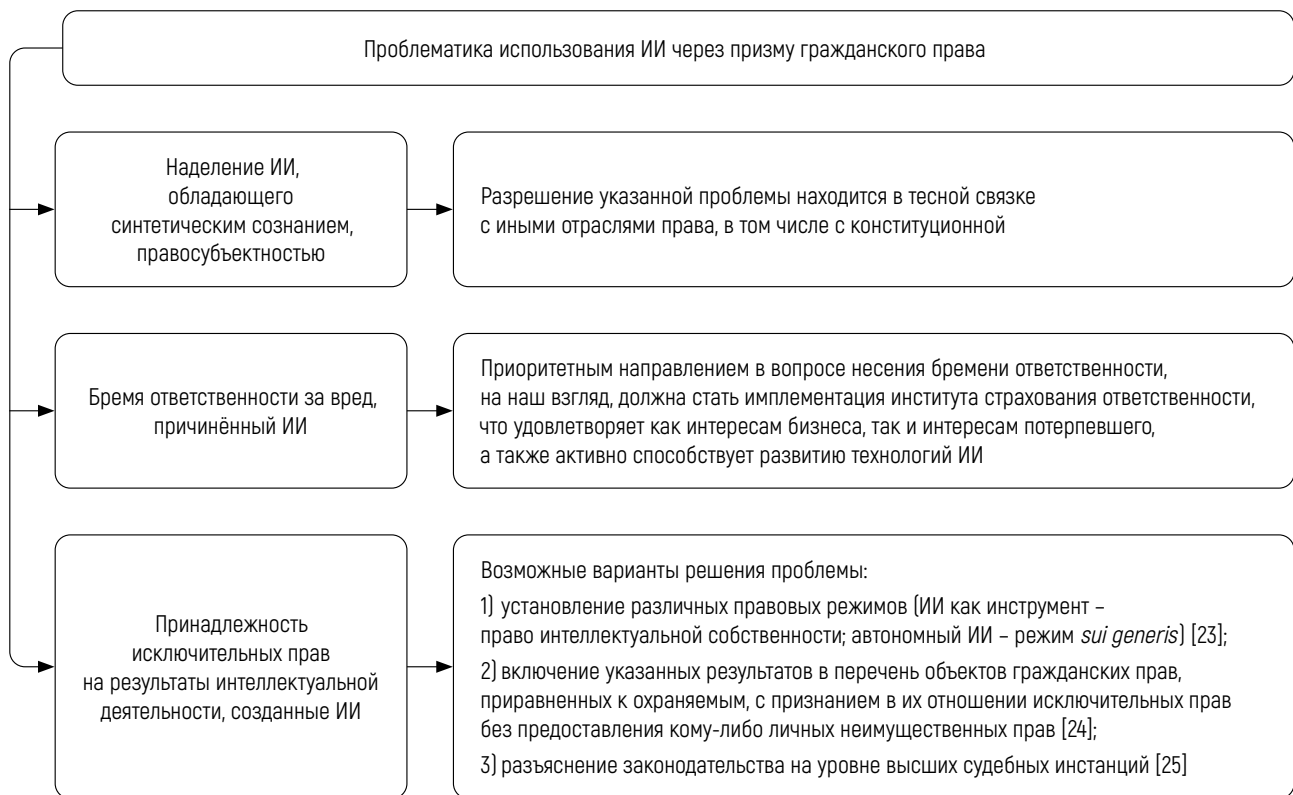 Проблематика использования ИИ через призму гражданского права
Наделение ИИ,
обладающего
синтетическим сознанием,
правосубъектностью
Разрешение указанной проблемы находится в тесной связке
с иными отраслями права, в том числе с конституционной
Бремя ответственности за вред,
причинённый ИИ
Приоритетным направлением в вопросе несения бремени ответственности,
на наш взгляд, должна стать имплементация института страхования ответственности,
что удовлетворяет как интересам бизнеса, так и интересам потерпевшего,
а также активно способствует развитию технологий ИИ
Принадлежность
исключительных прав
на результаты интеллектуальной
деятельности, созданные ИИ
Возможные варианты решения проблемы:
1) установление различных правовых режимов (ИИ как инструмент –
право интеллектуальной собственности; автономный ИИ – режим sui generis) [23];
2) включение указанных результатов в перечень объектов гражданских прав,
приравненных к охраняемым, с признанием в их отношении исключительных прав
без предоставления кому-либо личных неимущественных прав [24];
3) разъяснение законодательства на уровне высших судебных инстанций [25]